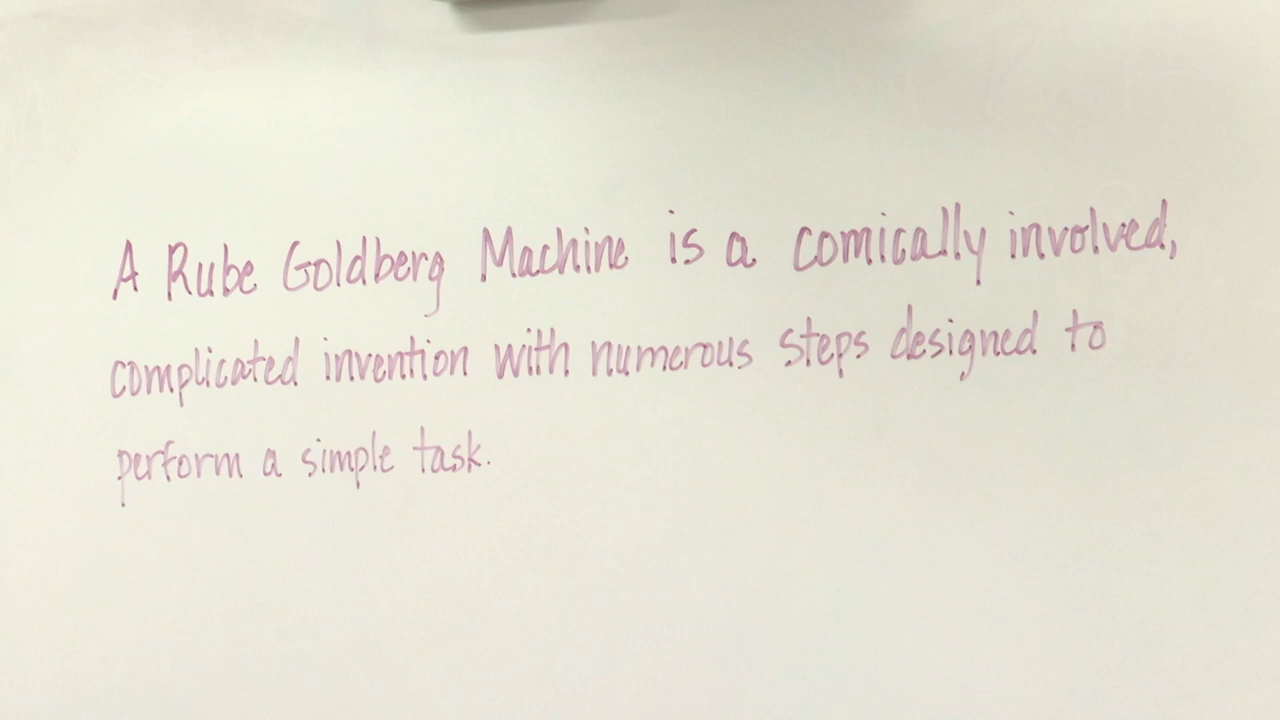 A Rube Goldberg Machine is a comically involved,
complicated invention with numerous steps designed to
perform a simple task.